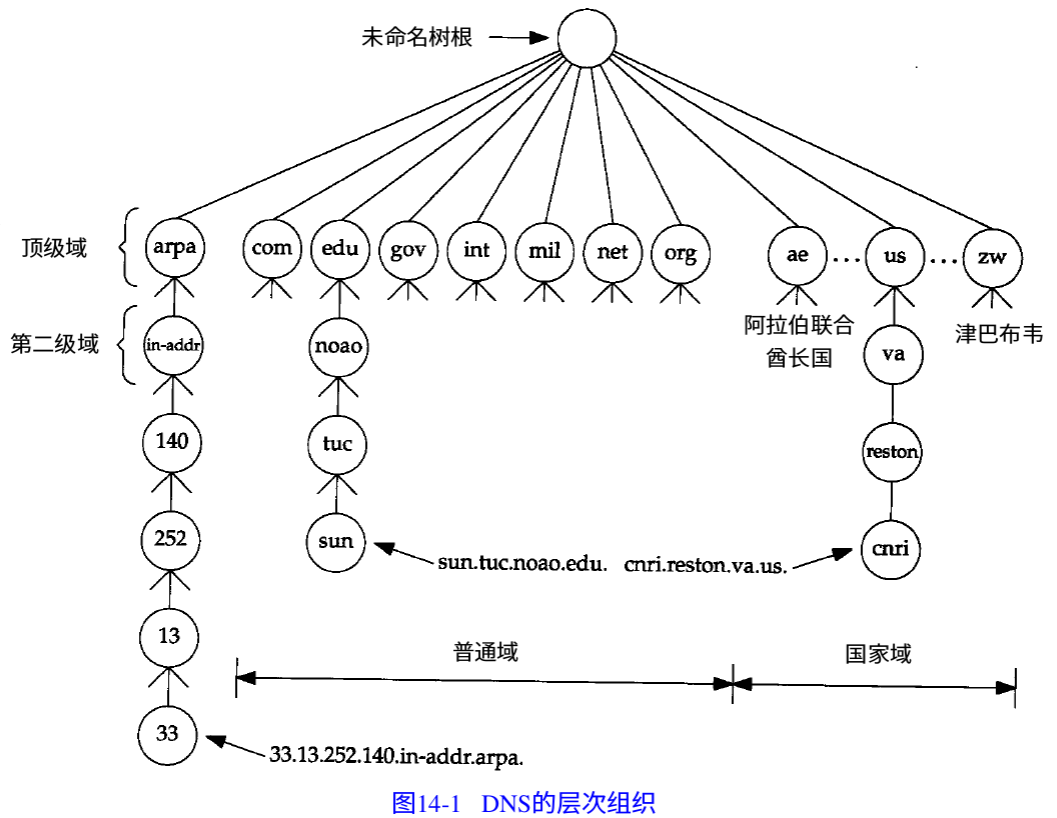 未命名树根
顶级域
arpa
com
edu
gov
int
mil
net
org
ae
...
us
...
zw
第二级域
in-addr
noao
阿拉伯联合
酋长国
va
津巴布韦
140
tuc
reston
252
sun
sun.tuc.noao.edu.
cnri.reston.va.us.
cnri
13
普通域
国家域
33
33.13.252.140.in-addr.arpa.
图14-1 DNS的层次组织